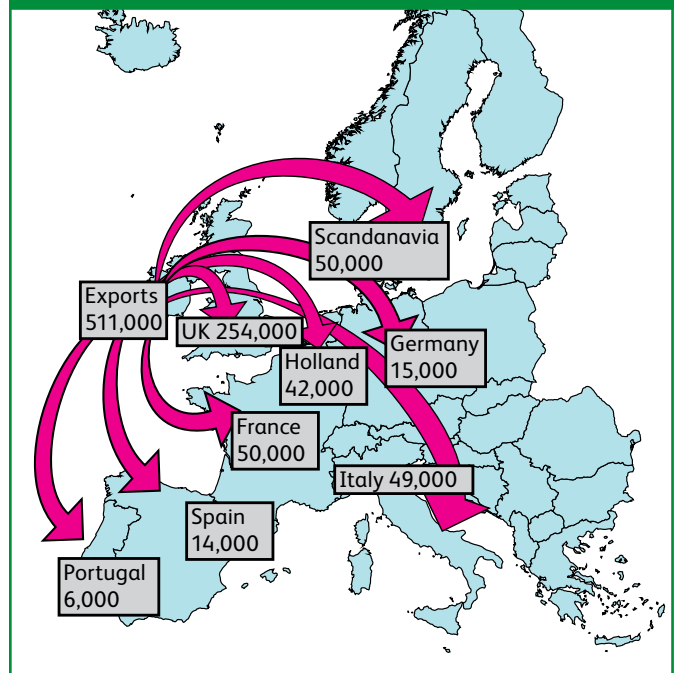 Scandanavia
50,000
Exports
511,000
UK 254,000
Germany
15,000
Holland
42,000
France
50,000
Italy 49,000
Spain
14,000
Portugal
6,000